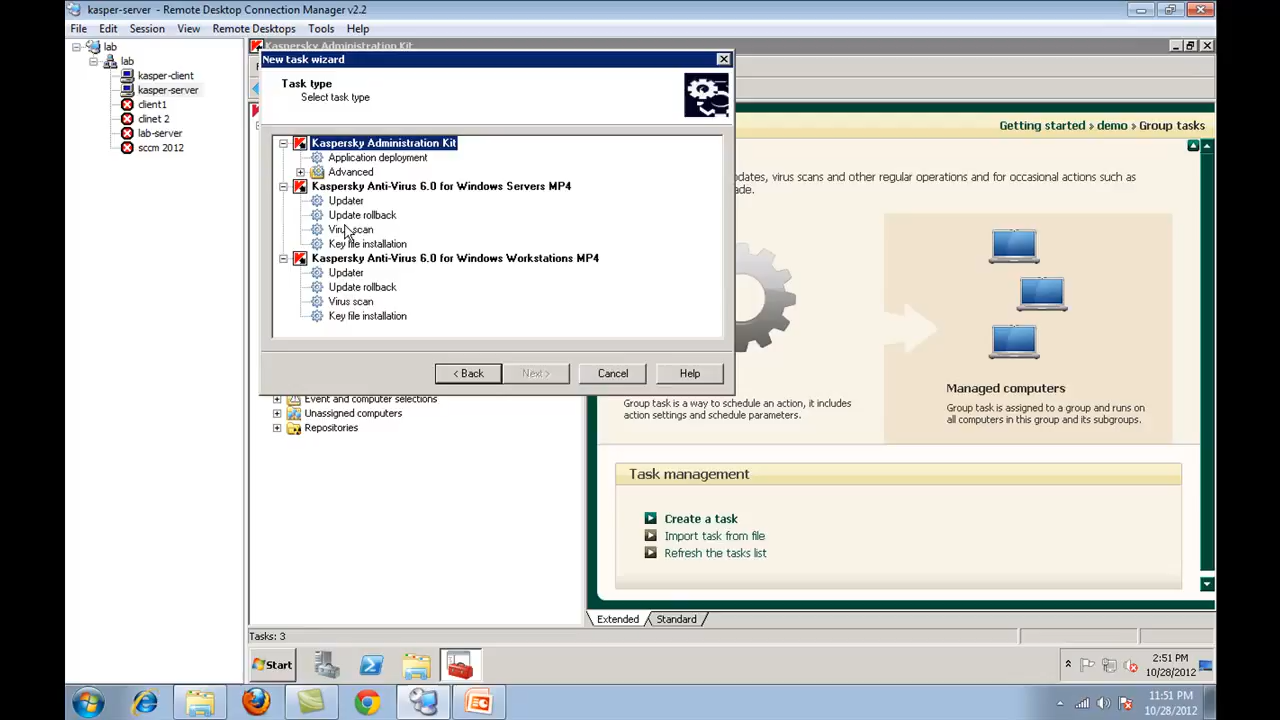 kasper-server - Remote Desktop Connection Manager v2.2
File Edit Session View Remote Desktops Tools Help
lab
lab
kasper-client
kasper-server
client1
clinet 2
lab-server
sccm 2012
Kaspersky Administration Kit
New task wizard
Task type
Select task type
Kaspersky Administration Kit
Application deployment
Advanced
Kaspersky Anti-Virus 6.0 for Windows Servers MP4
Updater
Update rollback
Virus scan
Key file installation
Kaspersky Anti-Virus 6.0 for Windows Workstations MP4
Updater
Update rollback
Virus scan
Key file installation
< Back Next > Cancel Help
Event and computer selections
Unassigned computers
Repositories
Getting started demo Group tasks
dates, virus scans and other regular operations and for occasional actions such as
de.
Managed computers
Group task is assigned to a group and runs on
all computers in this group and its subgroups.
Group task is a way to schedule an action, it includes
action settings and schedule parameters.
Task management
Create a task
Import task from file
Refresh the tasks list
Extended Standard
Tasks: 3
Start
2:51 PM
10/28/2012
11:51 PM
10/28/2012